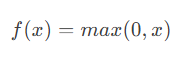 f(x) = max(0, x)